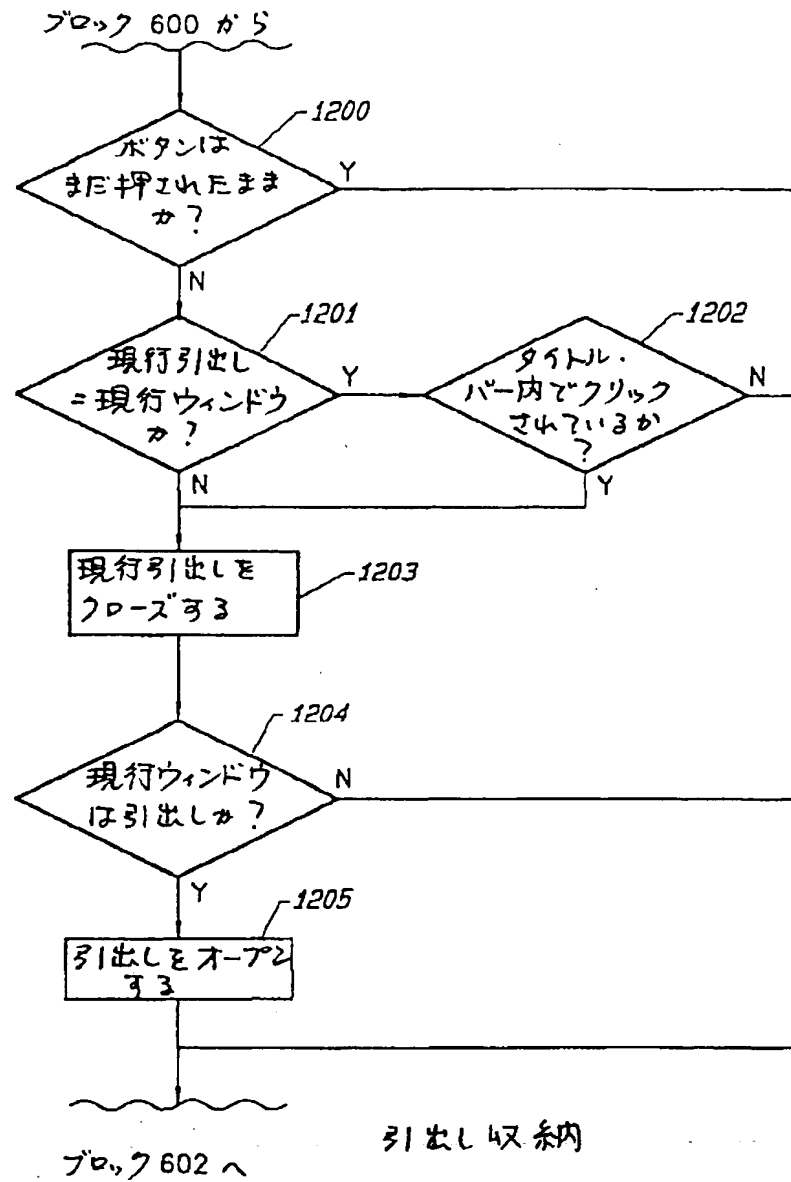 ブロック 600 から
1200
ボタンは
まだ押されたまま
か?
Y
N
1201
現行引出し
=現行ウィンドウ
か?
Y
N
1202
タイトル・
バー内でクリック
されているか
?
N
Y
現行引出しを
クローズする
1203
1204
現行ウィンドウ
は引出しか?
N
Y
1205
引出しをオープン
する
引出し収納
ブロック 602 へ